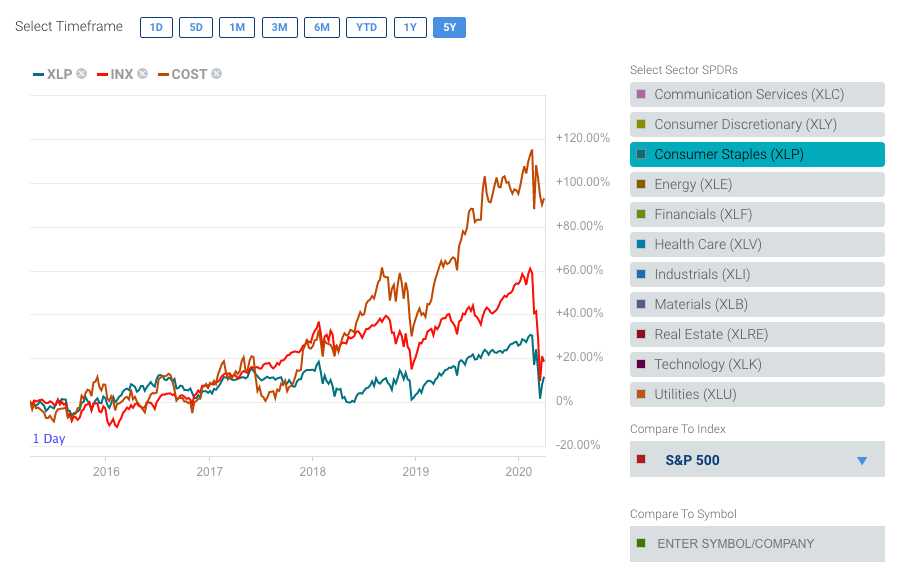 Select Timeframe 1D 5D 1M 3M 6M YTD 1Y 5Y
XLP INX COST
+120.00%
+100.00%
+80.00%
+60.00%
+40.00%
+20.00%
0%
-20.00%
1 Day
2016 2017 2018 2019 2020
Select Sector SPDRs
Communication Services (XLC)
Consumer Discretionary (XLY)
Consumer Staples (XLP)
Energy (XLE)
Financials (XLF)
Health Care (XLV)
Industrials (XLI)
Materials (XLB)
Real Estate (XLRE)
Technology (XLK)
Utilities (XLU)
Compare To Index
S&P 500
Compare To Symbol
ENTER SYMBOL/COMPANY